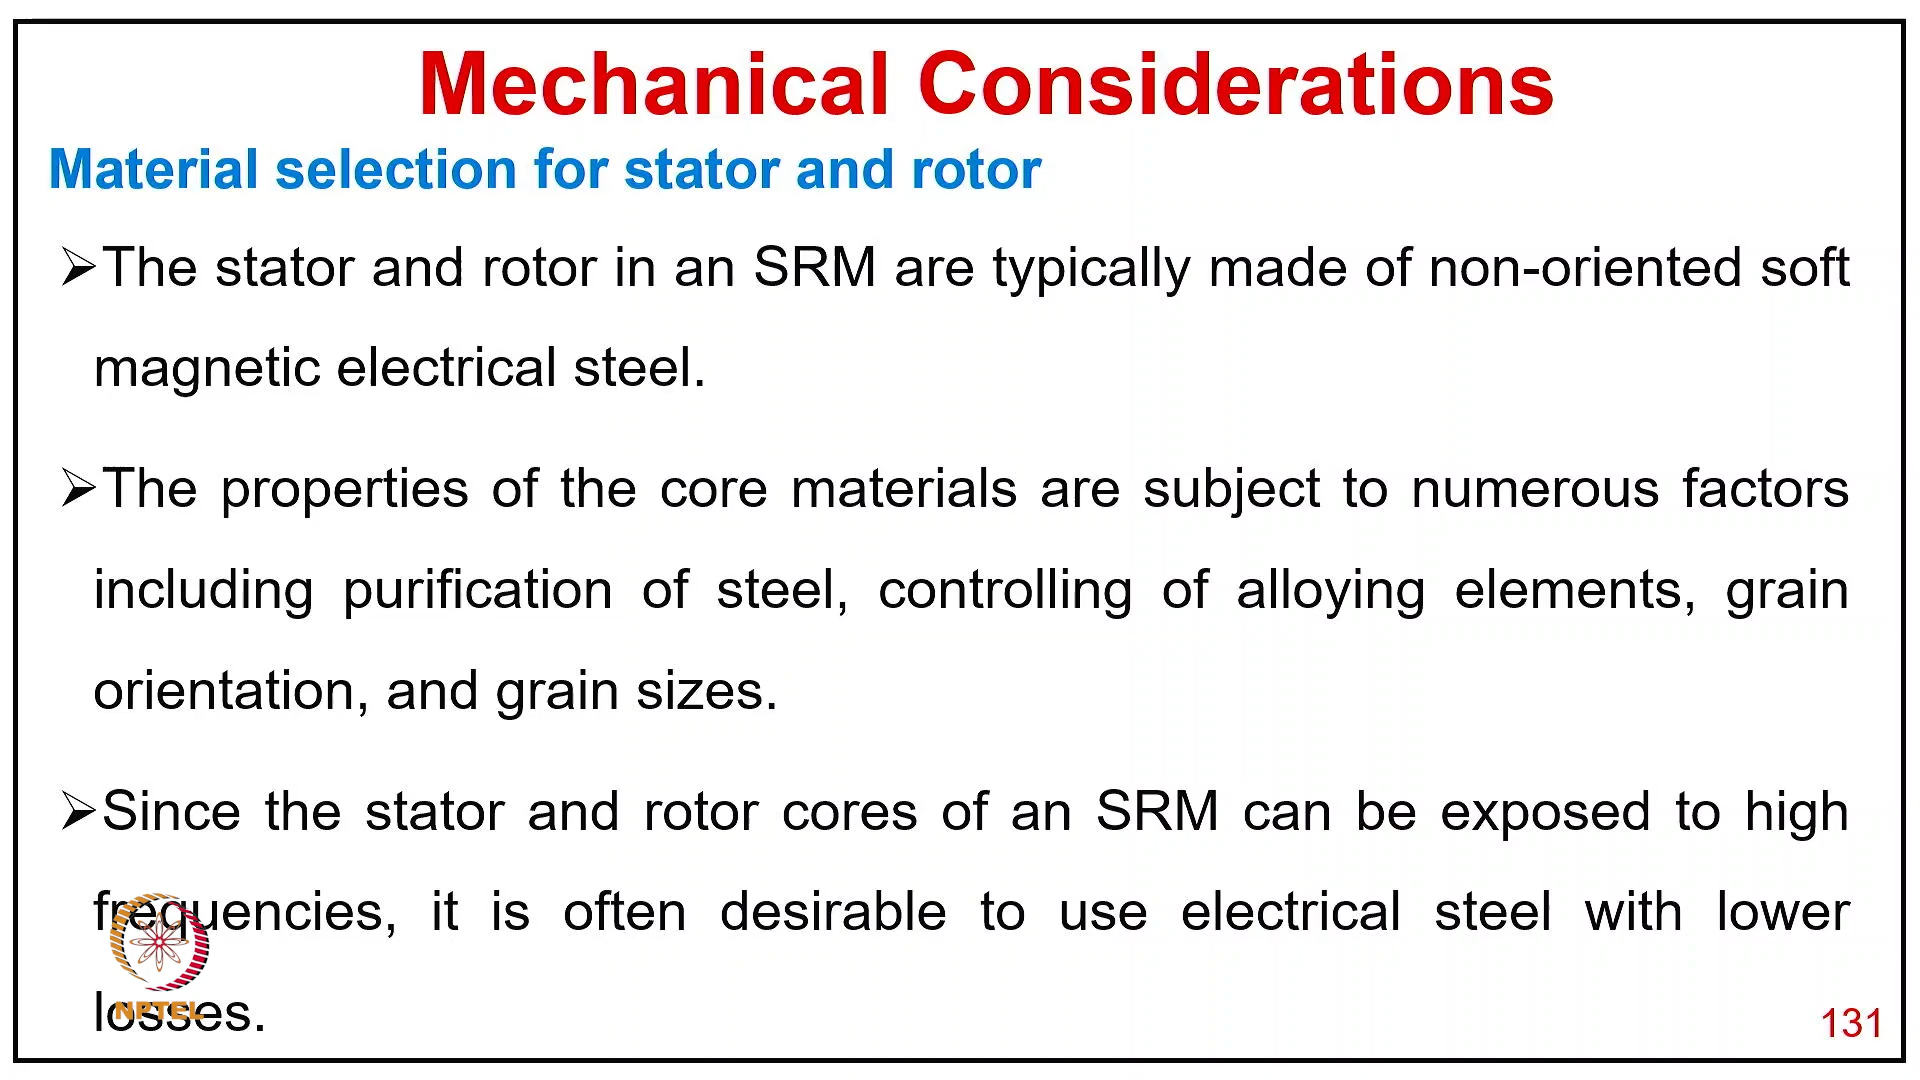 Mechanical Considerations
Material selection for stator and rotor
➢The stator and rotor in an SRM are typically made of non-oriented soft
magnetic electrical steel.
➢The properties of the core materials are subject to numerous factors
including purification of steel, controlling of alloying elements, grain
orientation, and grain sizes.
➢Since the stator and rotor cores of an SRM can be exposed to high
frequencies, it is often desirable to use electrical steel with lower
losses.
NPTEL
131